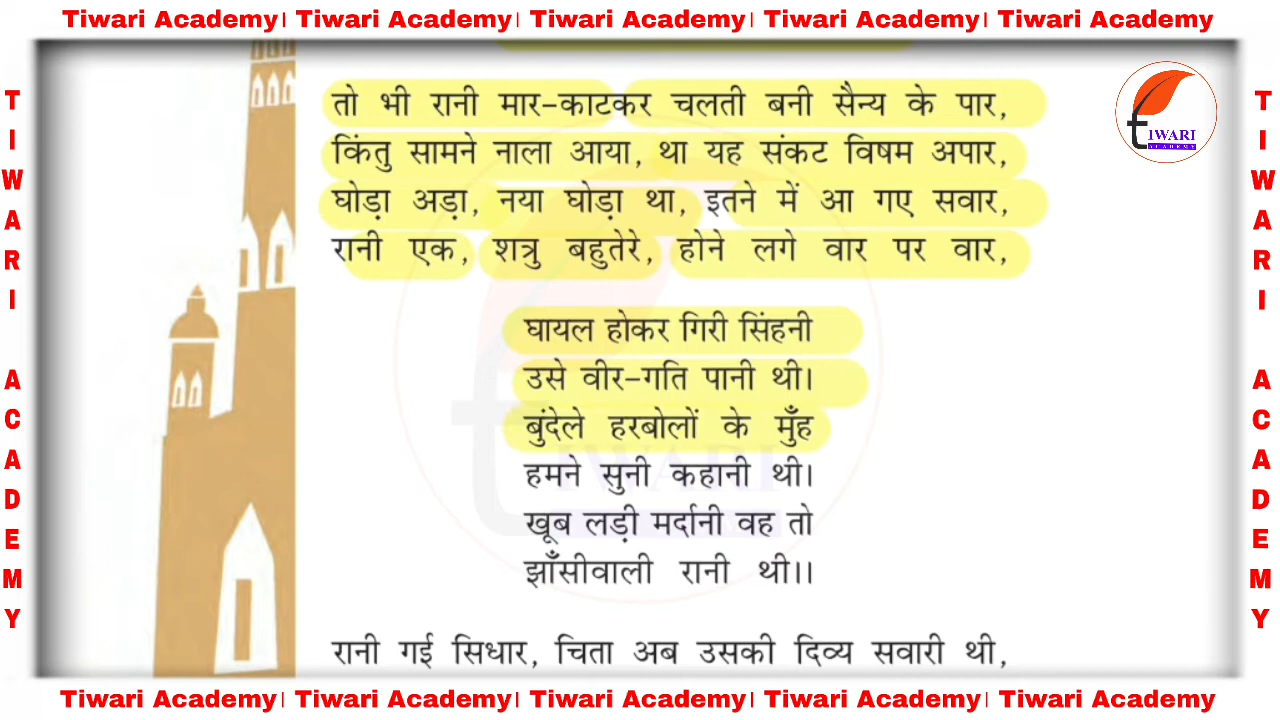 Tiwari Academy। Tiwari Academy। Tiwari Academy। Tiwari Academy। Tiwari Academy
TIWARI ACADEMY
तो भी रानी मार-काटकर चलती बनी सैन्य के पार,
किंतु सामने नाला आया, था यह संकट विषम अपार,
घोड़ा अड़ा, नया घोड़ा था, इतने में आ गए सवार,
रानी एक, शत्रु बहुतेरे, होने लगे वार पर वार,
घायल होकर गिरी सिंहनी
उसे वीर-गति पानी थी।
बुंदेले हरबोलों के मुँह
हमने सुनी कहानी थी।
खूब लड़ी मर्दानी वह तो
झाँसीवाली रानी थी।।
रानी गई सिधार, चिता अब उसकी दिव्य सवारी थी,
tIWARI
ACADEMY
TIWARI
TIWARI ACADEMY
Tiwari Academy। Tiwari Academy। Tiwari Academy। Tiwari Academy। Tiwari Academy